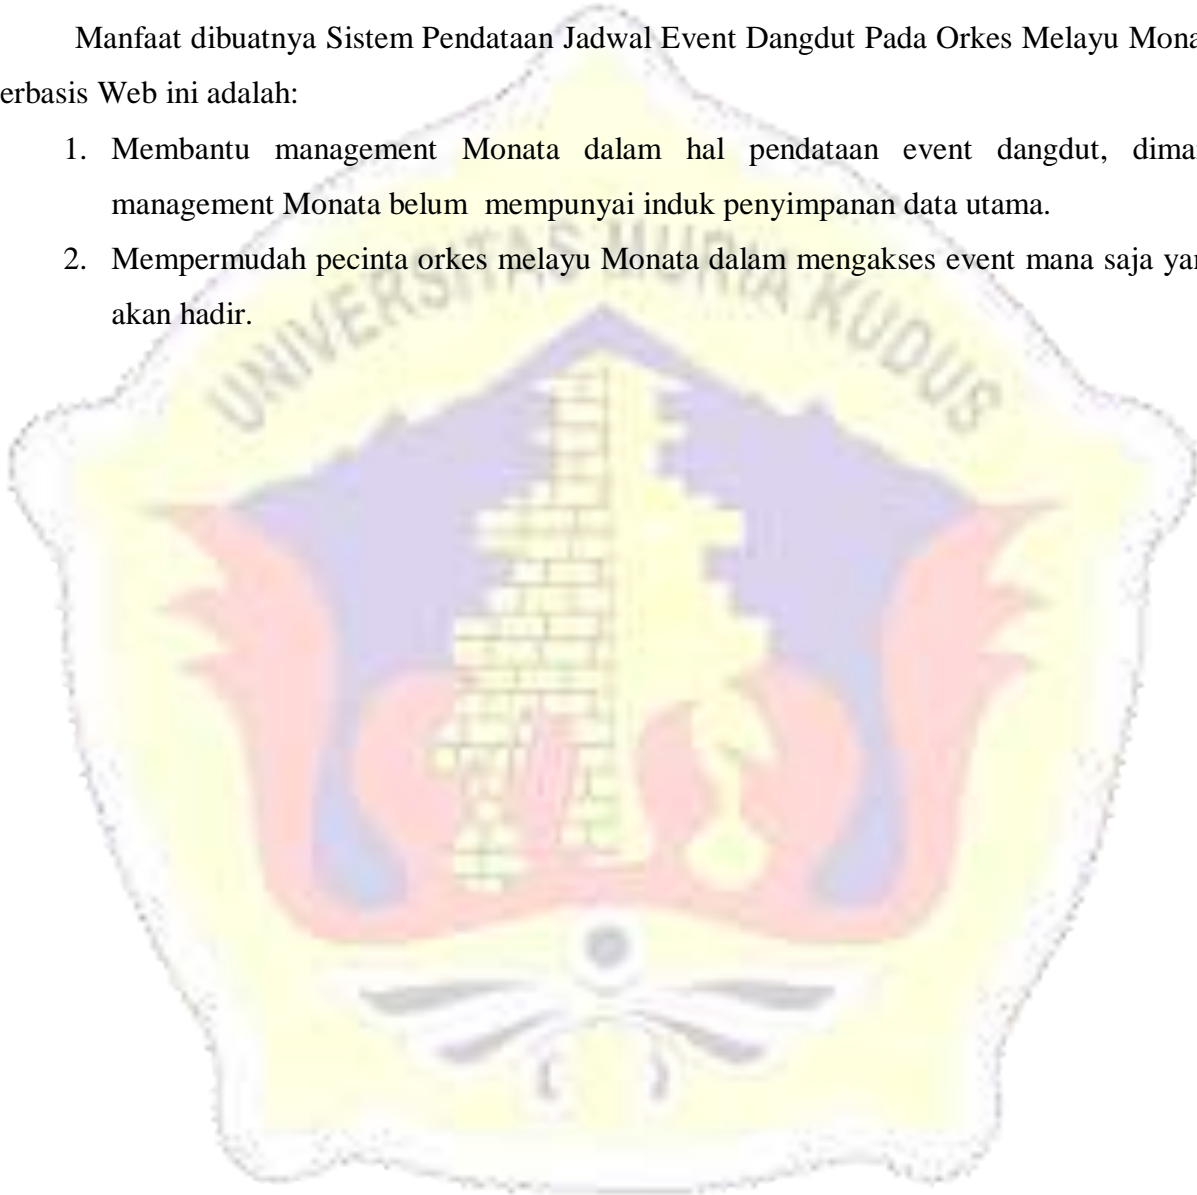 Manfaat dibuatnya Sistem Pendataan Jadwal Event Dangdut Pada Orkes Melayu Mona
erbasis Web ini adalah:
1. Membantu management Monata dalam hal pendataan event dangdut, dima
management Monata belum mempunyai induk penyimpanan data utama.
2. Mempermudah pecinta orkes melayu Monata dalam mengakses event mana saja yan
akan hadir.
UNIVERSITAS MURIA KUDUS